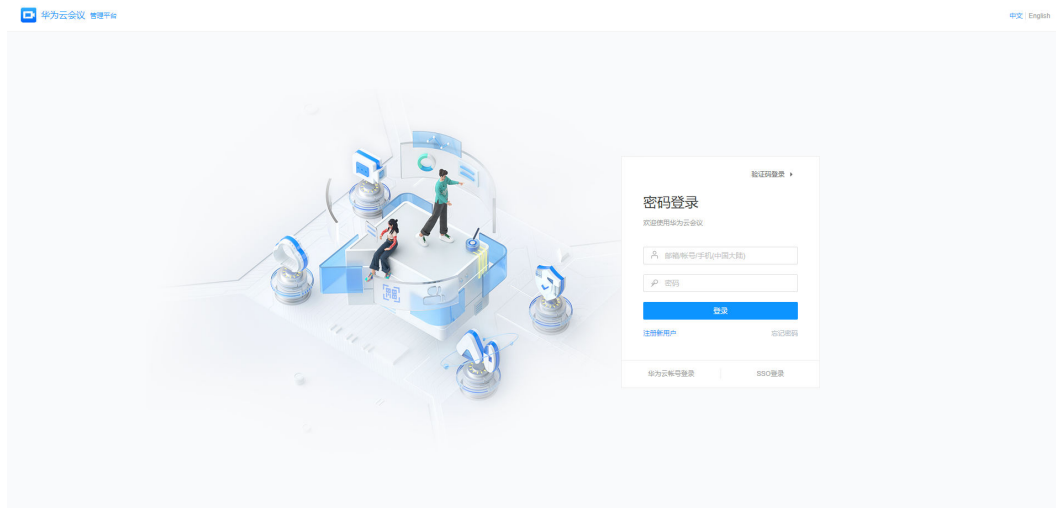 华为云会议 管理平台
中文 | English
验证码登录
密码登录
欢迎使用华为云会议
邮箱/帐号/手机(中国大陆)
密码
登录
注册新用户 忘记密码
华为云帐号登录 SSO登录